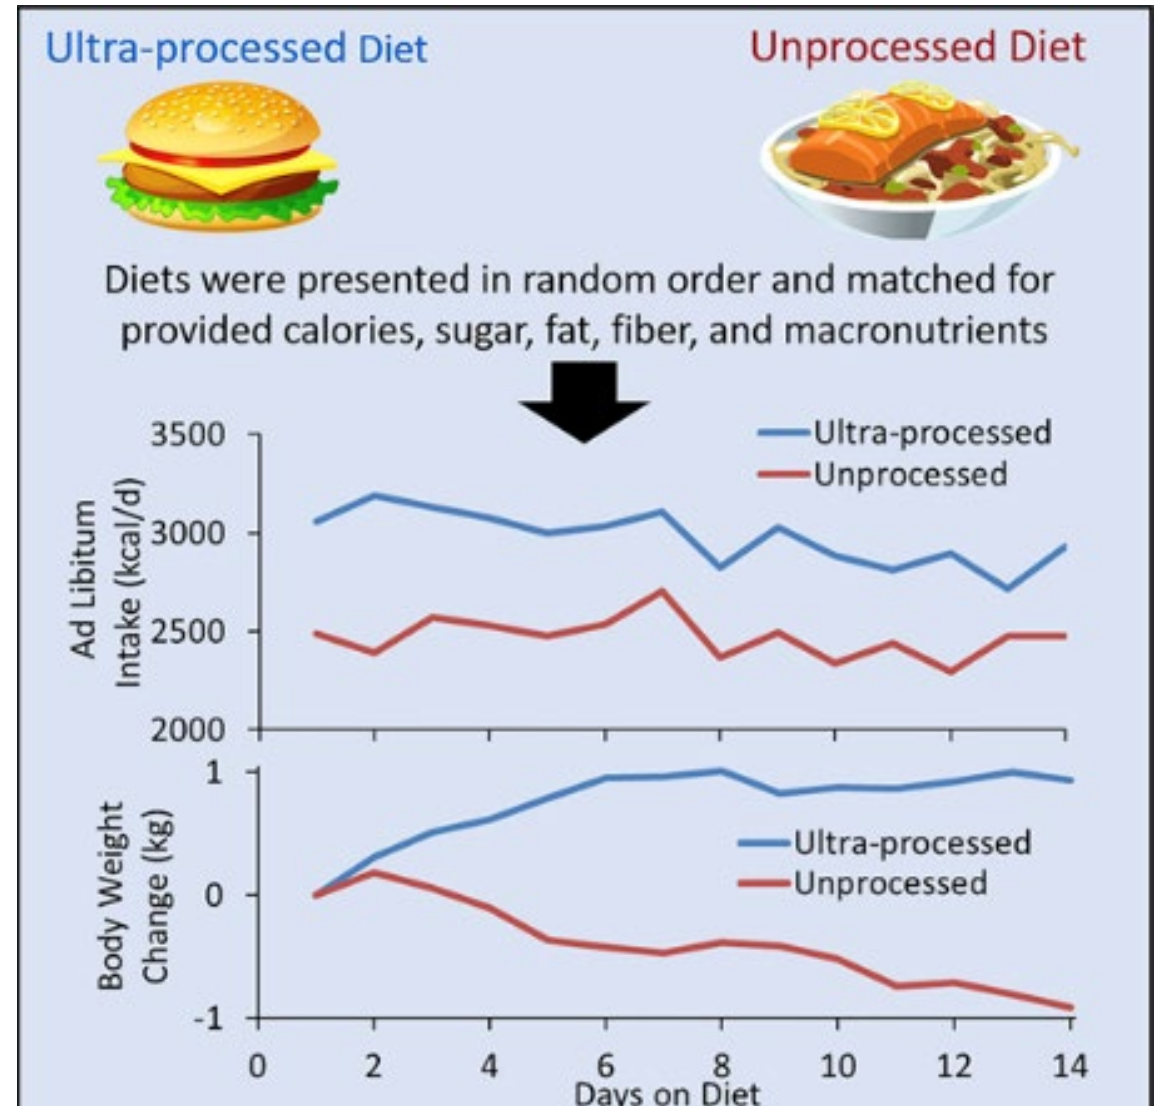 Ultra-processed Diet
Unprocessed Diet
Diets were presented in random order and matched for
provided calories, sugar, fat, fiber, and macronutrients
Ad Libitum
Intake (kcal/d)
3500
3000
2500
2000
Ultra-processed
Unprocessed
Body Weight
Change (kg)
1
0
-1
Ultra-processed
Unprocessed
0 2 4 6 8 10 12 14
Days on Diet